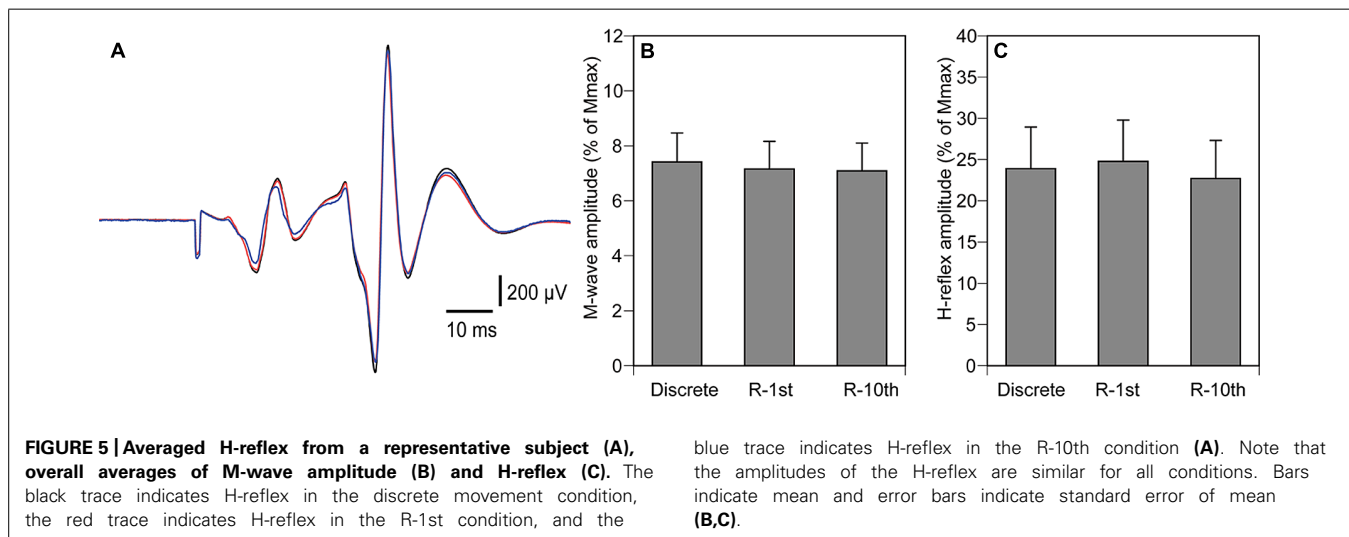 A
200 µV
10 ms
B
M-wave amplitude (% of Mmax)
12
10
8
6
4
2
0
Discrete R-1st R-10th
C
H-reflex amplitude (% of Mmax)
40
35
30
25
20
15
10
5
0
Discrete R-1st R-10th
FIGURE 5 | Averaged H-reflex from a representative subject (A),
overall averages of M-wave amplitude (B) and H-reflex (C). The
black trace indicates H-reflex in the discrete movement condition,
the red trace indicates H-reflex in the R-1st condition, and the
blue trace indicates H-reflex in the R-10th condition (A). Note that
the amplitudes of the H-reflex are similar for all conditions. Bars
indicate mean and error bars indicate standard error of mean
(B,C).